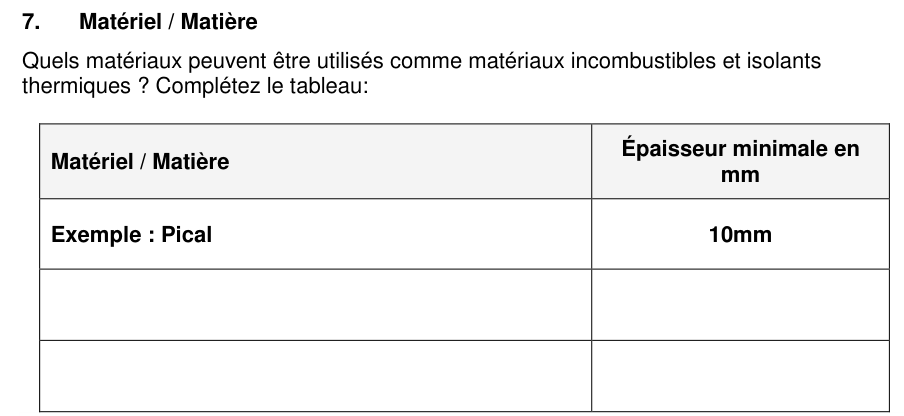 7. Matériel / Matière
Quels matériaux peuvent être utilisés comme matériaux incombustibles et isolants
thermiques ? Complétez le tableau:
Matériel / Matière
Épaisseur minimale en
mm
Exemple : Pical
10mm